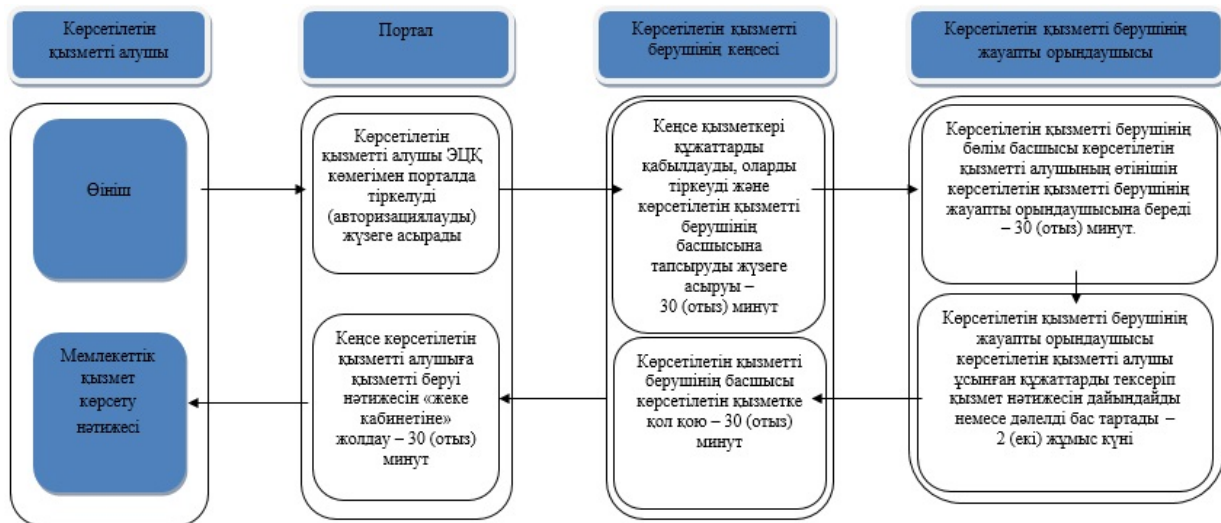 Көрсетілетін
қызметті алушы
Портал
Көрсетілетін қызметті
берушінің кеңсесі
Көрсетілетін қызметті берушінің
жауапты орындаушысы
Өініш
Көрсетілетін
қызметті алушы ЭЦҚ
көмегімен порталда
тіркелуді
(авторизациялауды)
жүзеге асырады
Кеңсе қызметкері
құжаттарды
қабылдауды, оларды
тіркеуді және
көрсетілетін қызметті
берушінің
басшысына
тапсыруды жүзеге
асыруы –
30 (отыз) минут
Көрсетілетін қызметті берушінің
бөлім басшысы көрсетілетін
қызметті алушының өтінішін
көрсетілетін қызметті берушінің
жауапты орындаушысына береді
– 30 (отыз) минут.
Мемлекеттік
қызмет
көрсету
нәтижесі
Кеңсе көрсетілетін
қызметті алушыға
қызметті беруі
нәтижесін «жеке
кабинетіне»
жолдау – 30 (отыз)
минут
Көрсетілетін қызметті
берушінің басшысы
көрсетілетін қызметке
қол қою – 30 (отыз)
минут
Көрсетілетін қызметті берушінің
жауапты орындаушысы
көрсетілетін қызметті алушы
ұсынған құжаттарды тексеріп
қызмет нәтижесін дайындайды
немесе дәлелді бас тартады –
2 (екі) жұмыс күні